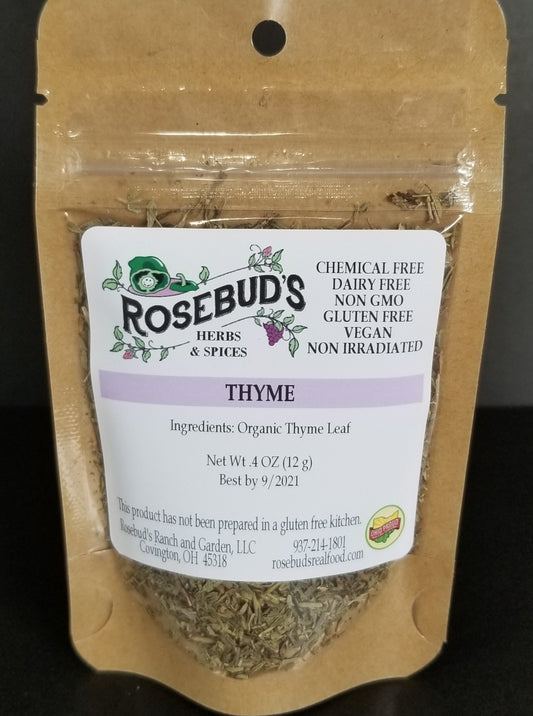 ROSEBUD'S
HERBS
& SPICES
CHEMICAL FREE
DAIRY FREE
NON GMO
GLUTEN FREE
VEGAN
NON IRRADIATED
THYME
Ingredients: Organic Thyme Leaf
Net Wt .4 OZ (12 g)
Best by 9/2021
This product has not been prepared in a gluten free kitchen.
Rosebud's Ranch and Garden, LLC
Covington, OH 45318
937-214-1801
rosebudsrealfood.com